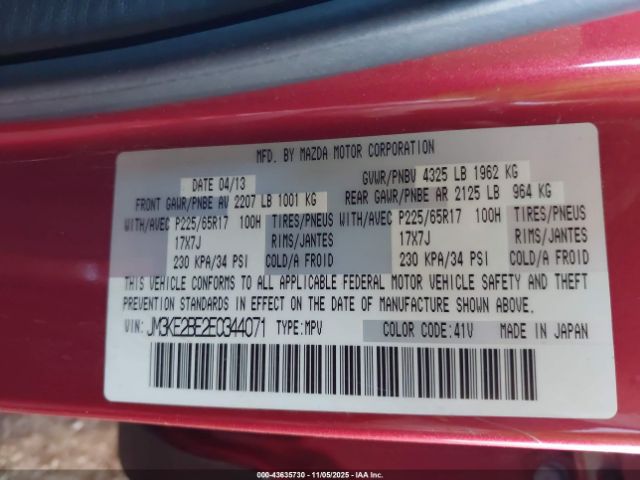 MFD. BY MAZDA MOTOR CORPORATION
DATE 04/13 GVWR/PNBV 4325 LB 1962 KG
FRONT GAWR/PNBE AV 2207 LB 1001 KG REAR GAWR/PNBE AR 2125 LB 964 KG
WITH/AVEC P225/65R17 100H TIRES/PNEUS WITH/AVEC P225/65R17 100H TIRES/PNEUS
17X7J RIMS/JANTES 17X7J RIMS/JANTES
230 KPA/34 PSI COLD/A FROID 230 KPA/34 PSI COLD/A FROID
THIS VEHICLE CONFORMS TO ALL APPLICABLE FEDERAL MOTOR VEHICLE SAFETY AND THEFT
PREVENTION STANDARDS IN EFFECT ON THE DATE OF MANUFACTURE SHOWN ABOVE.
VIN: JM3KE2BE2E0344071 TYPE:MPV COLOR CODE:41V MADE IN JAPAN
© IAA 43635730 - 11/05/2025 - IAAI.COM